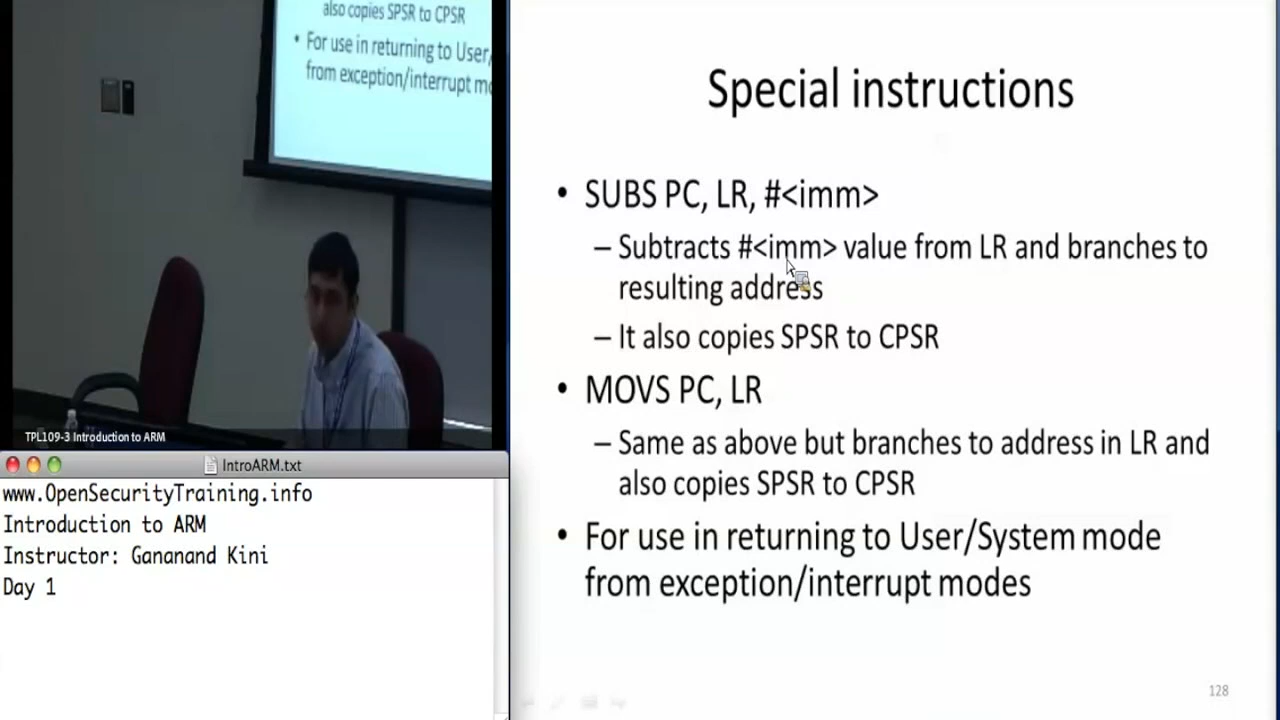 also copies SPSR to CPSR
• For use in returning to User/
from exception/interrupt mo
TPL109-3 Introduction to ARM
IntroARM.txt
www.OpenSecurityTraining.info
Introduction to ARM
Instructor: Gananand Kini
Day 1
Special instructions
• SUBS PC, LR, #<imm>
– Subtracts #<imm> value from LR and branches to
resulting address
– It also copies SPSR to CPSR
• MOVS PC, LR
– Same as above but branches to address in LR and
also copies SPSR to CPSR
• For use in returning to User/System mode
from exception/interrupt modes
128